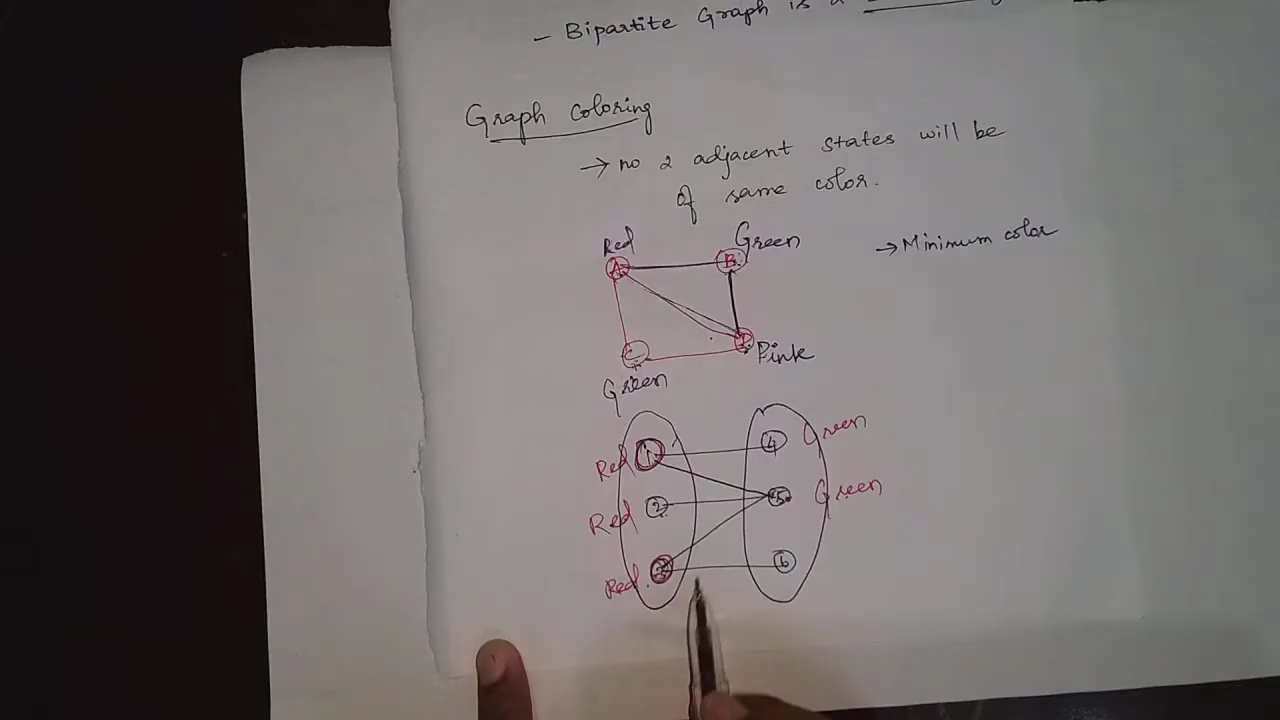 - Bipartite Graph is a
Graph coloring
→ no 2 adjacent states will be
of same color.
Red
Green
→ Minimum color
A
B
C
Pink
Green
Red 1
4 Green
Red 2
5 Green
Red 3
6